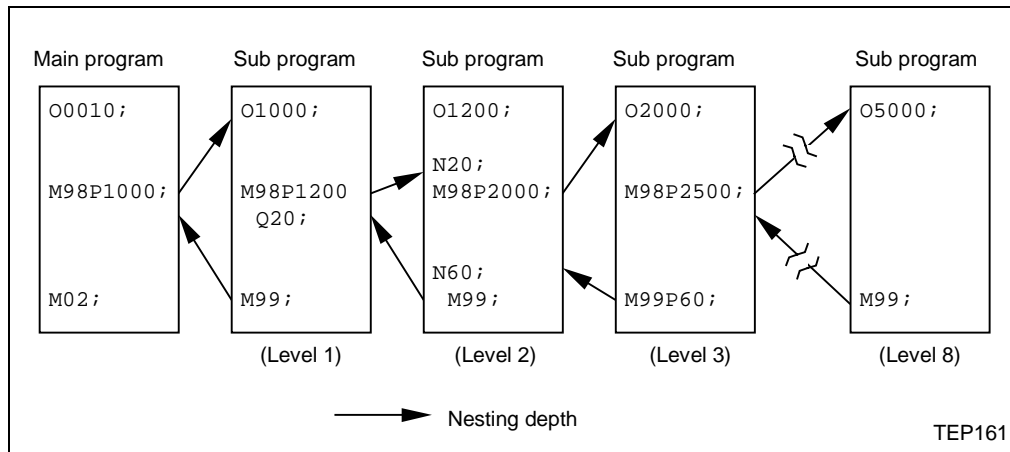 Main program
O0010;
M98P1000;
M02;
Sub program
O1000;
M98P1200
Q20;
M99;
(Level 1)
Sub program
O1200;
N20;
M98P2000;
N60;
M99;
(Level 2)
Sub program
O2000;
M98P2500;
M99P60;
(Level 3)
Sub program
O5000;
M99;
(Level 8)
Nesting depth
TEP161